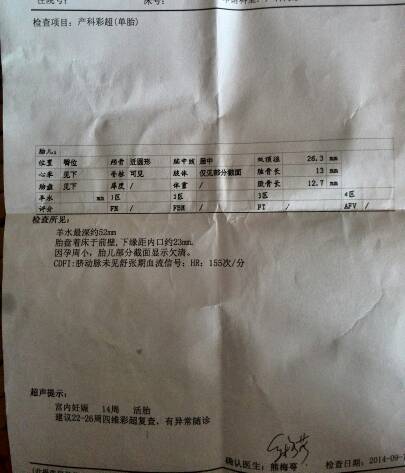 检查项目: 产科彩超(单胎)
胎儿:
位置 臀位 颅骨 近圆形 脑中线 居中 双顶径 26.3 mm
心率 见下 脊柱 可见 肢体 仅见部分截面 肱骨长 13 mm
胎盘 见下 厚度 / 体重 / 股骨长 12.7 mm
羊水 mm 1区 2区 3区 4区
评分 FM / FBM / FT / AFV /
检查所见:
羊水最深约52mm
胎盘着床于前壁,下缘距内口约23mm。
因孕周小, 胎儿部分截面显示欠清。
CDFI:脐动脉未见舒张期血流信号; HR: 155次/分
超声提示:
宫内妊娠 14周 活胎
建议22-26周四维彩超复查, 有异常随诊
确认医生: 熊梅
检查日期: 2014-09-